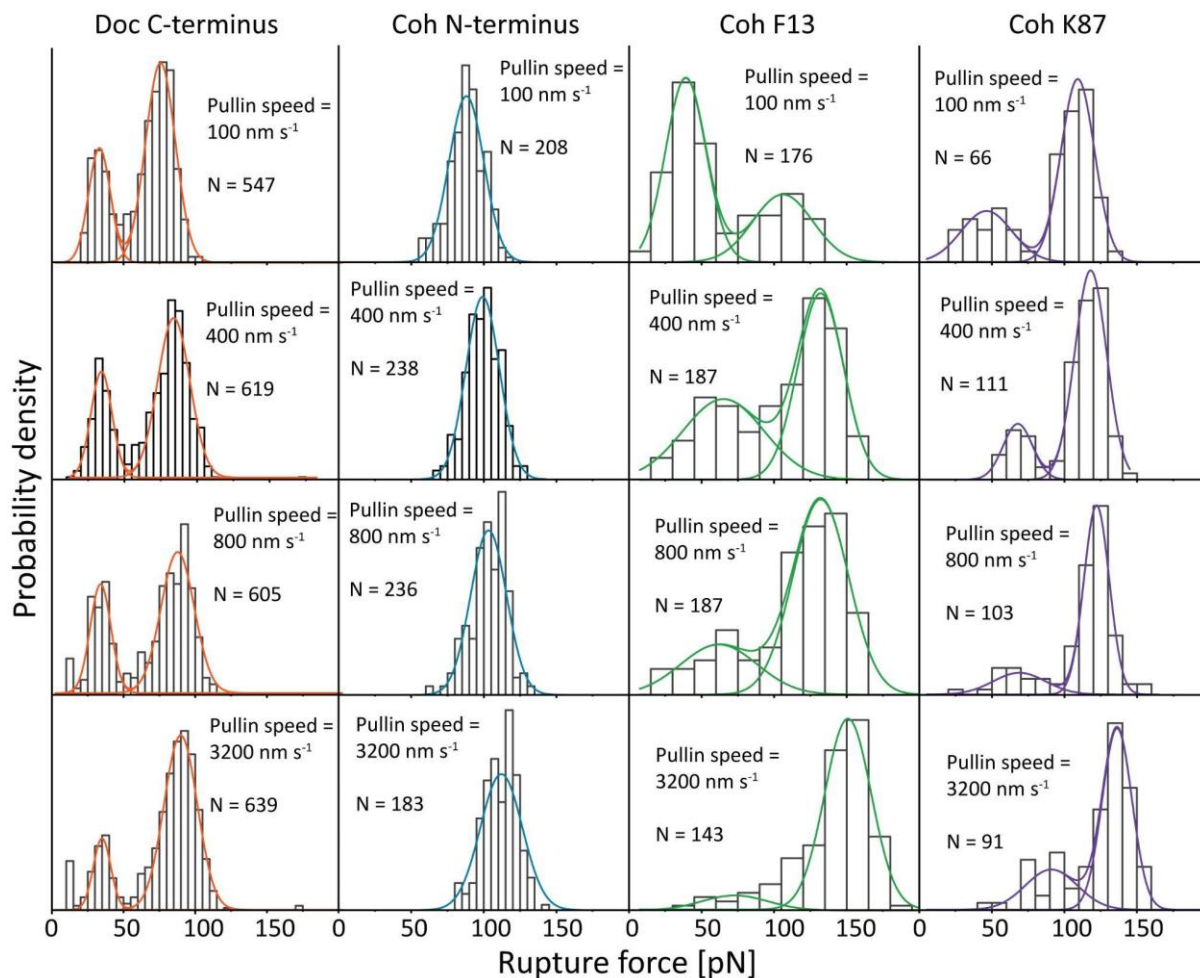 Doc C-terminus
Coh N-terminus
Coh F13
Coh K87
Pullin speed =
100 nm s-1
N = 547
Pullin speed =
100 nm s-1
N = 208
Pullin speed =
100 nm s-1
N = 176
Pullin speed =
100 nm s-1
N = 66
Pullin speed =
400 nm s-1
N = 619
Pullin speed =
400 nm s-1
N = 238
Pullin speed =
400 nm s-1
N = 187
Pullin speed =
400 nm s-1
N = 111
Pullin speed =
800 nm s-1
N = 605
Pullin speed =
800 nm s-1
N = 236
Pullin speed =
800 nm s-1
N = 187
Pullin speed =
800 nm s-1
N = 103
Pullin speed =
3200 nm s-1
N = 639
Pullin speed =
3200 nm s-1
N = 183
Pullin speed =
3200 nm s-1
N = 143
Pullin speed =
3200 nm s-1
N = 91
Probability density
0 50 100 150 0 50 100 150 0 50 100 150 0 50 100 150
Rupture force [pN]